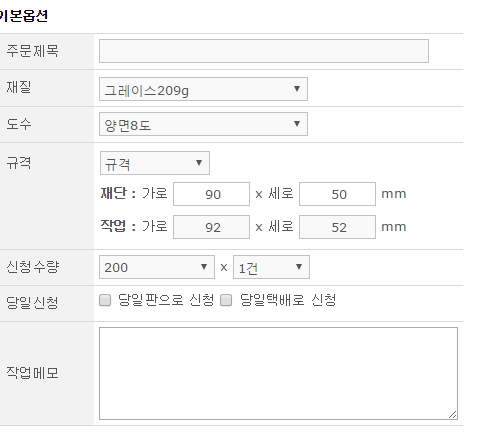 기본옵션
주문제목
재질 그레이스209g
도수 양면8도
규격 규격
재단 : 가로 90 x 세로 50 mm
작업 : 가로 92 x 세로 52 mm
신청수량 200 x 1건
당일신청 당일판으로 신청 당일택배로 신청
작업메모